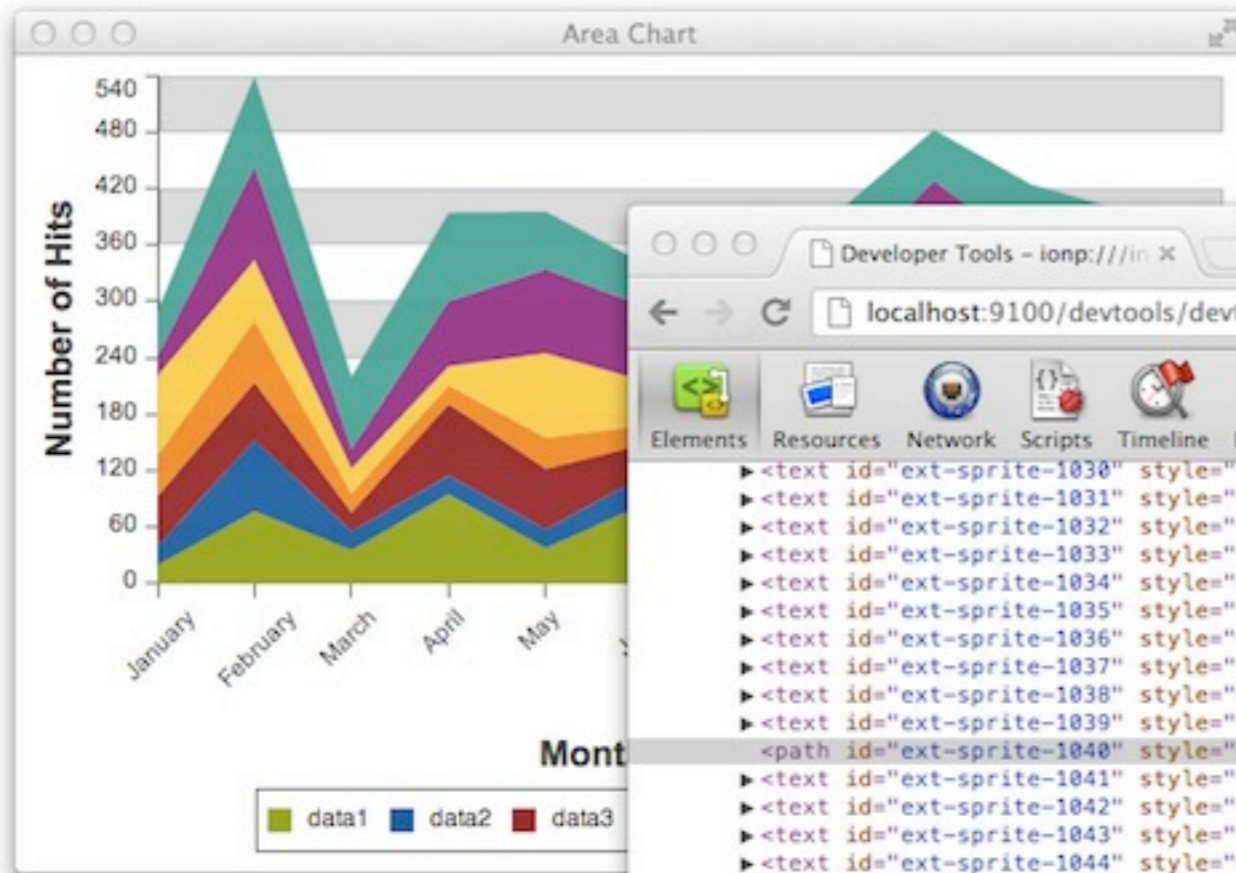 Area Chart
Number of Hits
540
480
420
360
300
240
180
120
60
0
January
February
March
April
May
Mont
data1 data2 data3
Developer Tools - ionp:///in
localhost:9100/devtools/dev
Elements Resources Network Scripts Timeline
<text id="ext-sprite-1030" style="
<text id="ext-sprite-1031" style="
<text id="ext-sprite-1032" style="
<text id="ext-sprite-1033" style="
<text id="ext-sprite-1034" style="
<text id="ext-sprite-1035" style="
<text id="ext-sprite-1036" style="
<text id="ext-sprite-1037" style="
<text id="ext-sprite-1038" style="
<text id="ext-sprite-1039" style="
<path id="ext-sprite-1040" style="
<text id="ext-sprite-1041" style="
<text id="ext-sprite-1042" style="
<text id="ext-sprite-1043" style="
<text id="ext-sprite-1044" style="